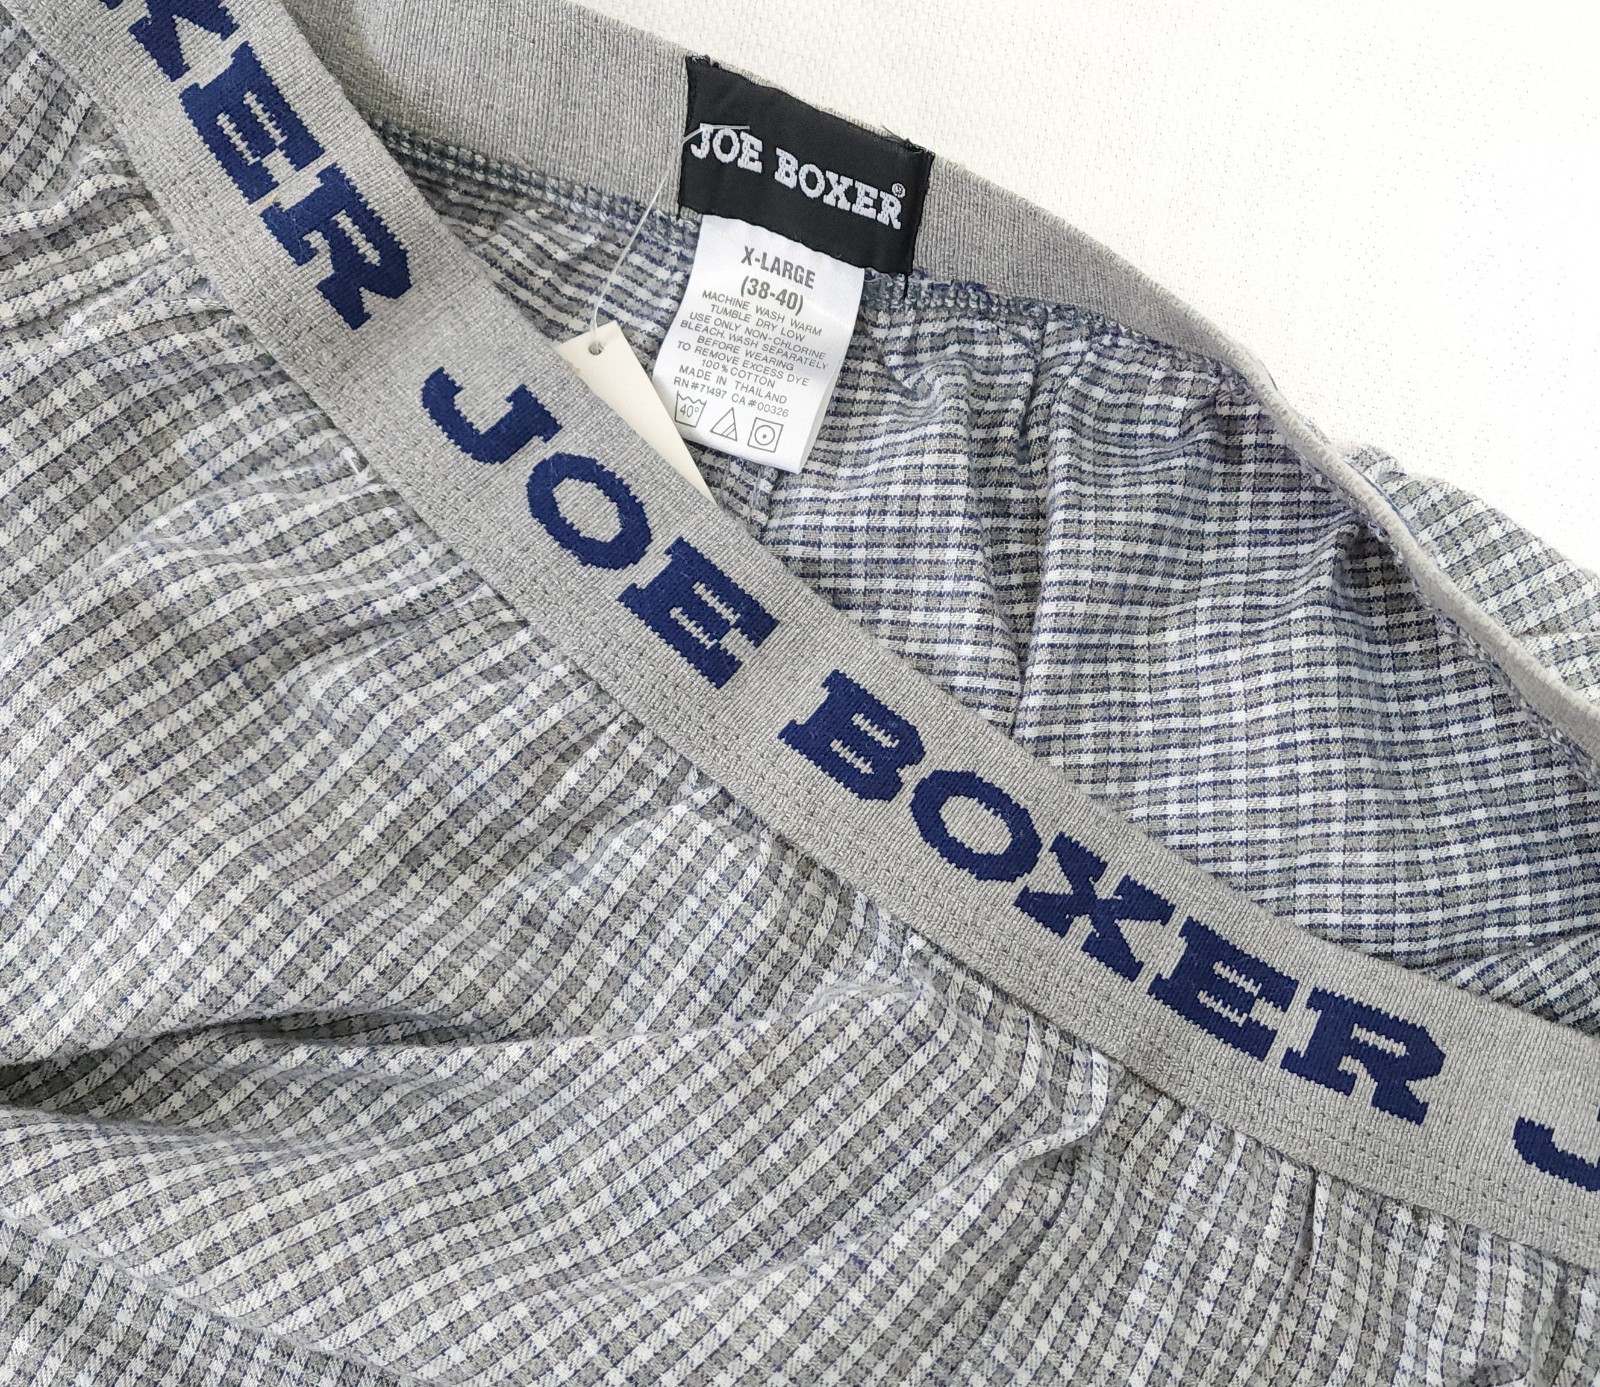 KER JOE BOXER J
JOE BOXER®
X-LARGE
(38-40)
MACHINE WASH WARM
TUMBLE DRY LOW
USE ONLY NON-CHLORINE
BLEACH. WASH SEPARATELY
BEFORE WEARING
TO REMOVE EXCESS DYE
100% COTTON
MADE IN THAILAND
RN#71497 CA#00326
40°